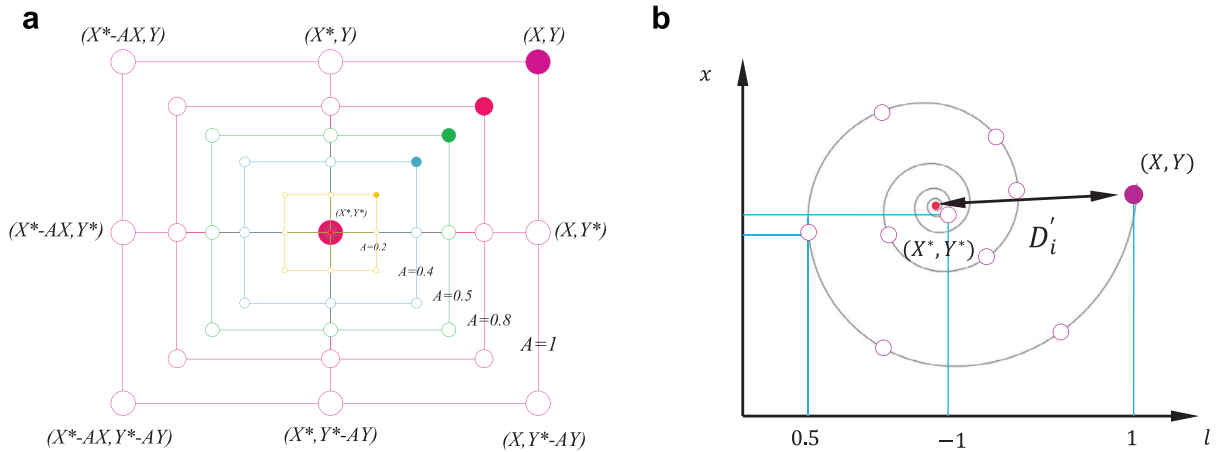 a
(X*-AX,Y)
(X*,Y)
(X,Y)
(X*-AX,Y*)
(X*,Y*)
(X,Y*)
A=0.2
A=0.4
A=0.5
A=0.8
A=1
(X*-AX,Y*-AY)
(X*,Y*-AY)
(X,Y*-AY)
b
x
(X,Y)
(X*,Y*)
D_i'
0.5
−1
1
l